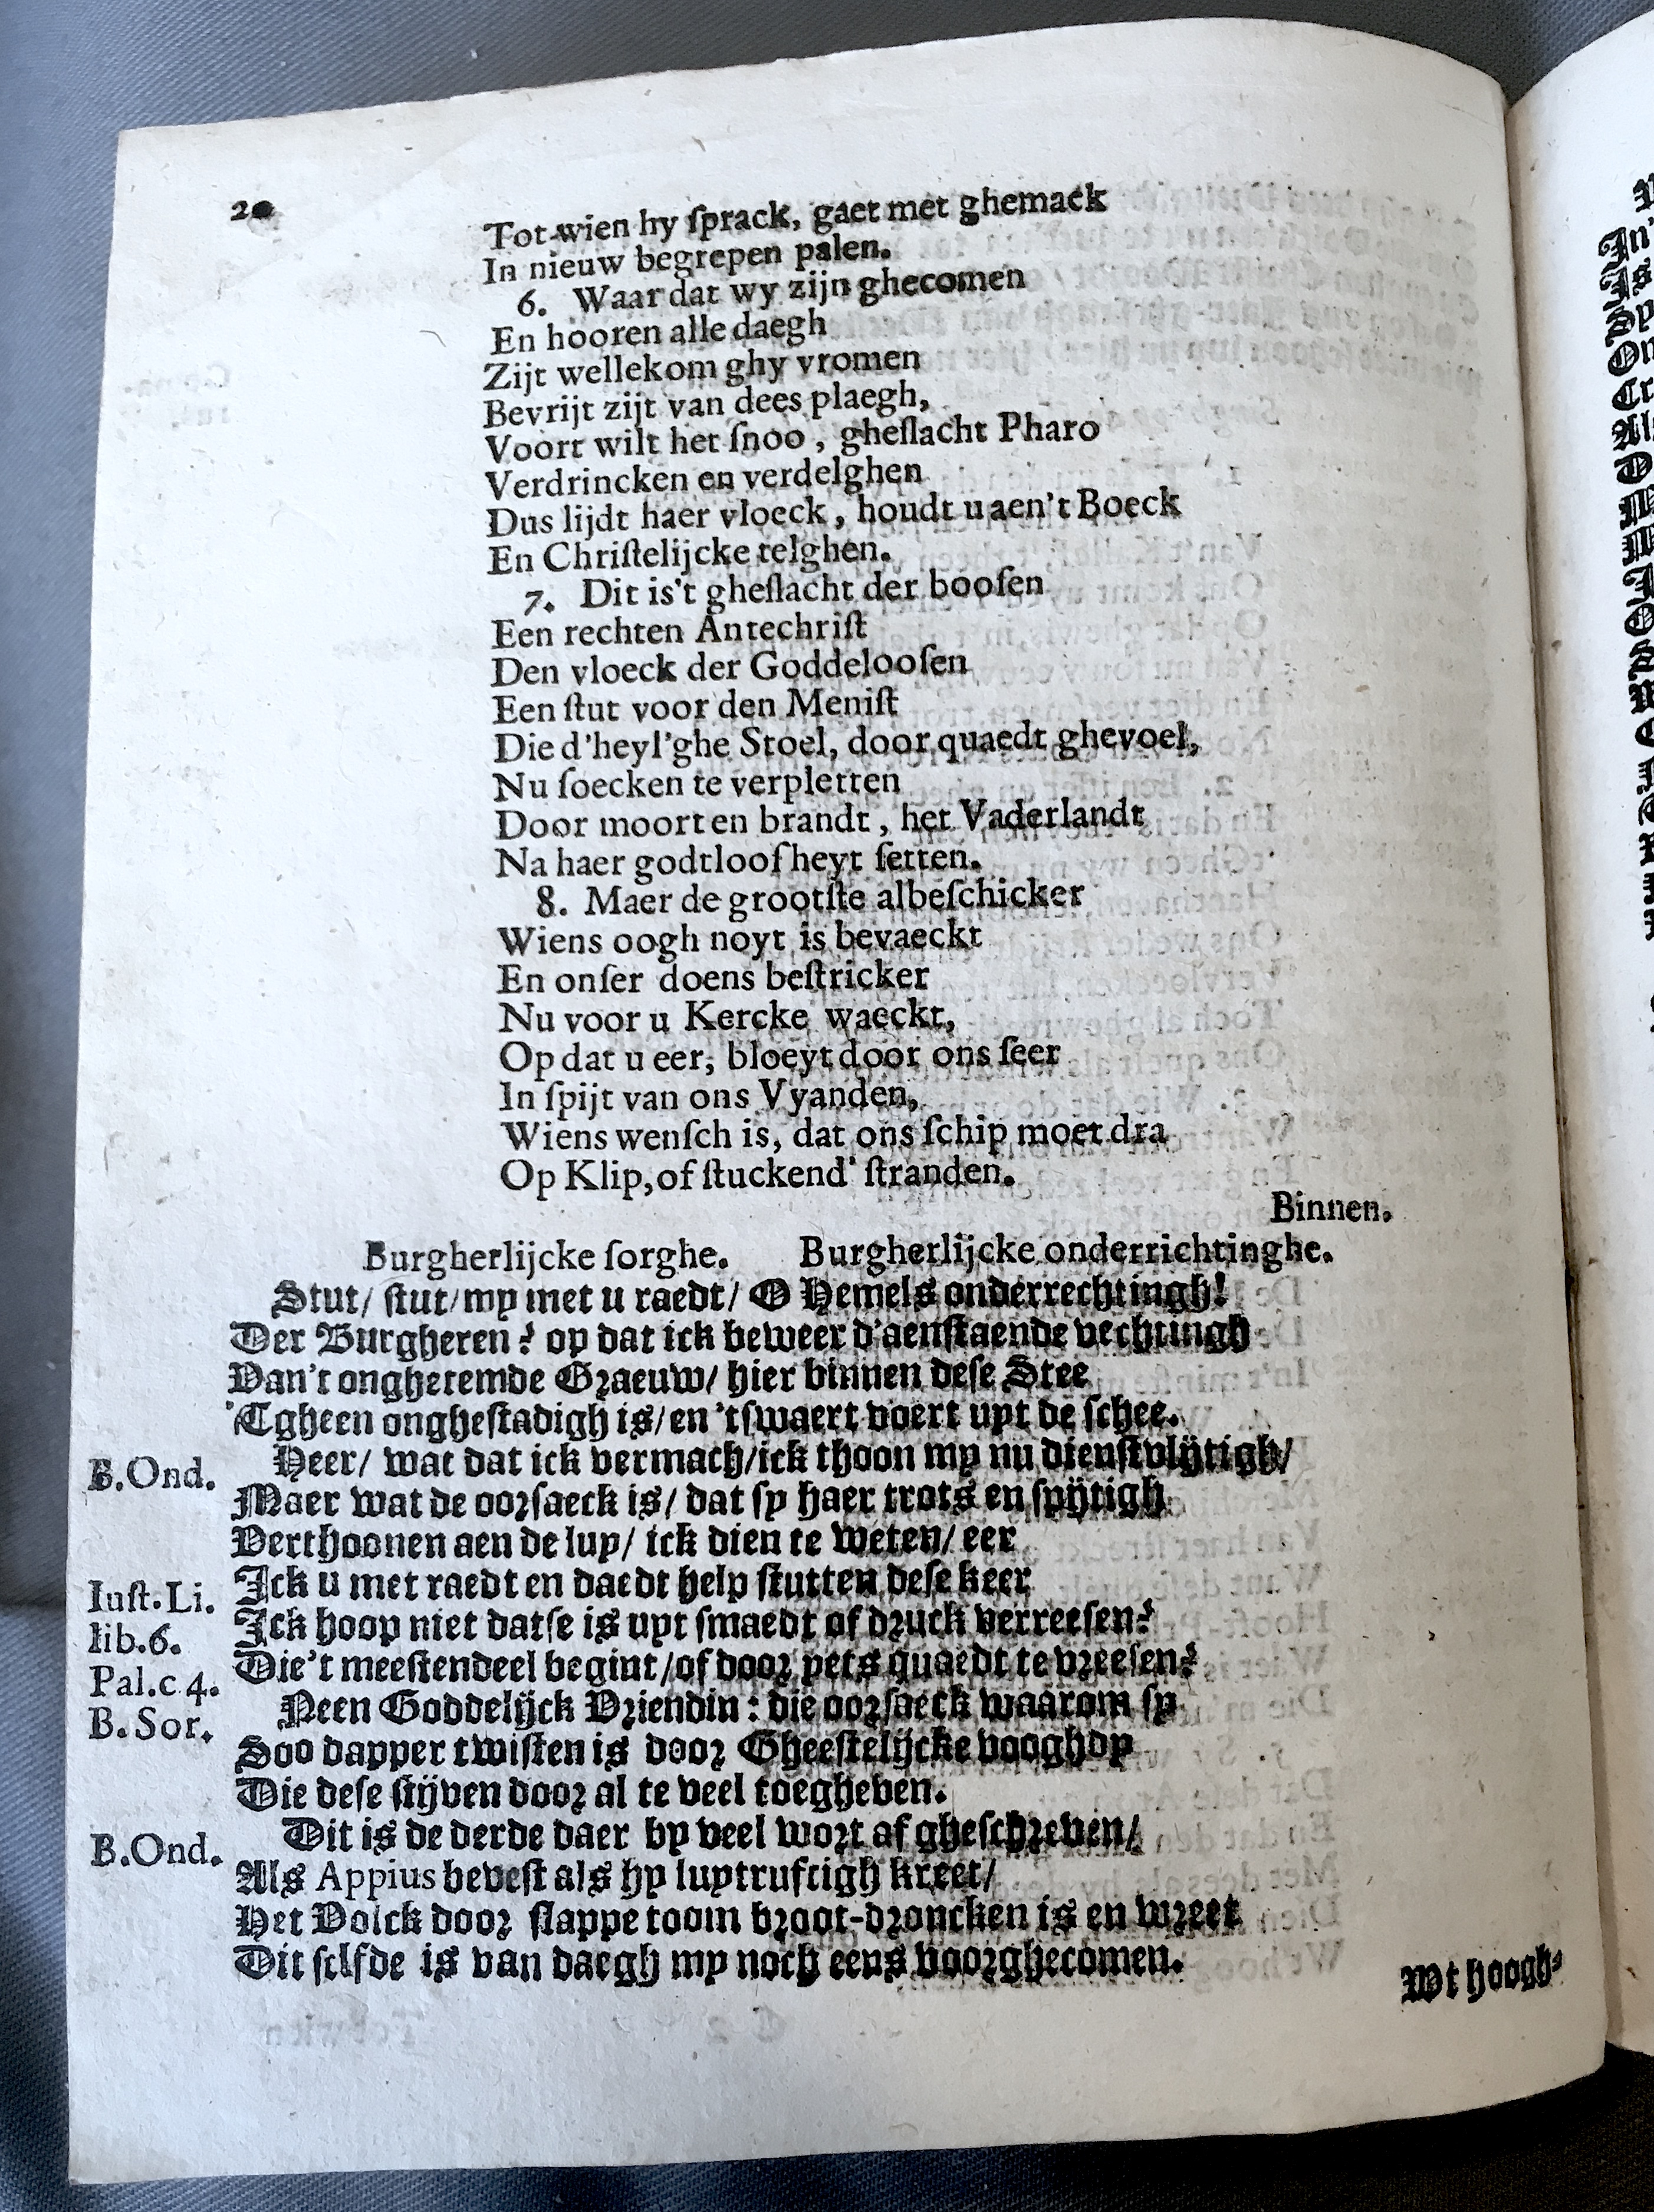 20
Tot wien hy ſprack, gaet met ghemack
In nieuw begrepen palen.
6. Waar dat wy zijn ghecomen
En hooren alle daegh
Zijt wellekom ghy vromen
Bevrijt zijt van dees plaegh,
Voort wilt het ſnoo, gheſlacht Pharo
Verdrincken en verdelghen
Dus lijdt haer vloeck, houdt u aen't Boeck
En Chriſtelijcke telghen.
7. Dit is't gheſlacht der booſen
Een rechten Antechriſt
Den vloeck der Goddelooſen
Een ſtut voor den Meniſt
Die d'heyl'ghe Stoel, door quaedt ghevoel,
Nu ſoecken te verpletten
Door moort en brandt, het Vaderlandt
Na haer godtloofheyt ſetten.
8. Maer de grootſte albeſchicker
Wiens oogh noyt is bevaeckt
En onſer doens beſtricker
Nu voor u Kercke waeckt,
Op dat u eer, bloeyt door ons ſeer
In ſpijt van ons Vyanden,
Wiens wenſch is, dat ons ſchip moet dra
Op Klip, of ſtuckend' ſtranden.
Binnen.
Burgherlijcke ſorghe. Burgherlijcke onderrichtinghe.
Stut/ ſtut/ my met u raedt/ O Hemels onderrechtingh!
Der Burgheren? op dat ick beweer d'aenſtaende vechtingh
Van't onghetemde Graeuw/ hier binnen deſe Stee
'Tgheen ongheſtadigh is/ en 'tſwaert voert uyt de ſchee.
B.Ond. Heer/ wat dat ick vermach/ ick thoon my nu dienſtvlijtigh/
Maer wat de oorſaeck is/ dat ſy haer trots en ſpijtigh
Verthoonen aen de luy/ ick dien te weten/ eer
Ick u met raedt en daedt help ſtutten deſe keer
Iuſt.Li. Ick hoop niet datſe is uyt ſmaedt of druck verreeſen?
lib.6. Die't meeſtendeel begint/ of door yets quaedt te vreeſen?
Pal.c 4.
B. Sor. Neen Goddelijck Vriendin: die oorſaeck waarom ſy
Soo dapper twiſten is door Gheeſtelijcke vooghdy
Die deſe ſtijven door al te veel toegheven.
B.Ond. Dit is de derde daer by veel wort af gheſchreven/
Als Appius beveſt als hy luytruftigh kreet/
Het Volck door ſlappe toom broot-droncken is en wreet
Dit ſelfde is van daegh my noch eens voorghecomen.
Wt hoogh-